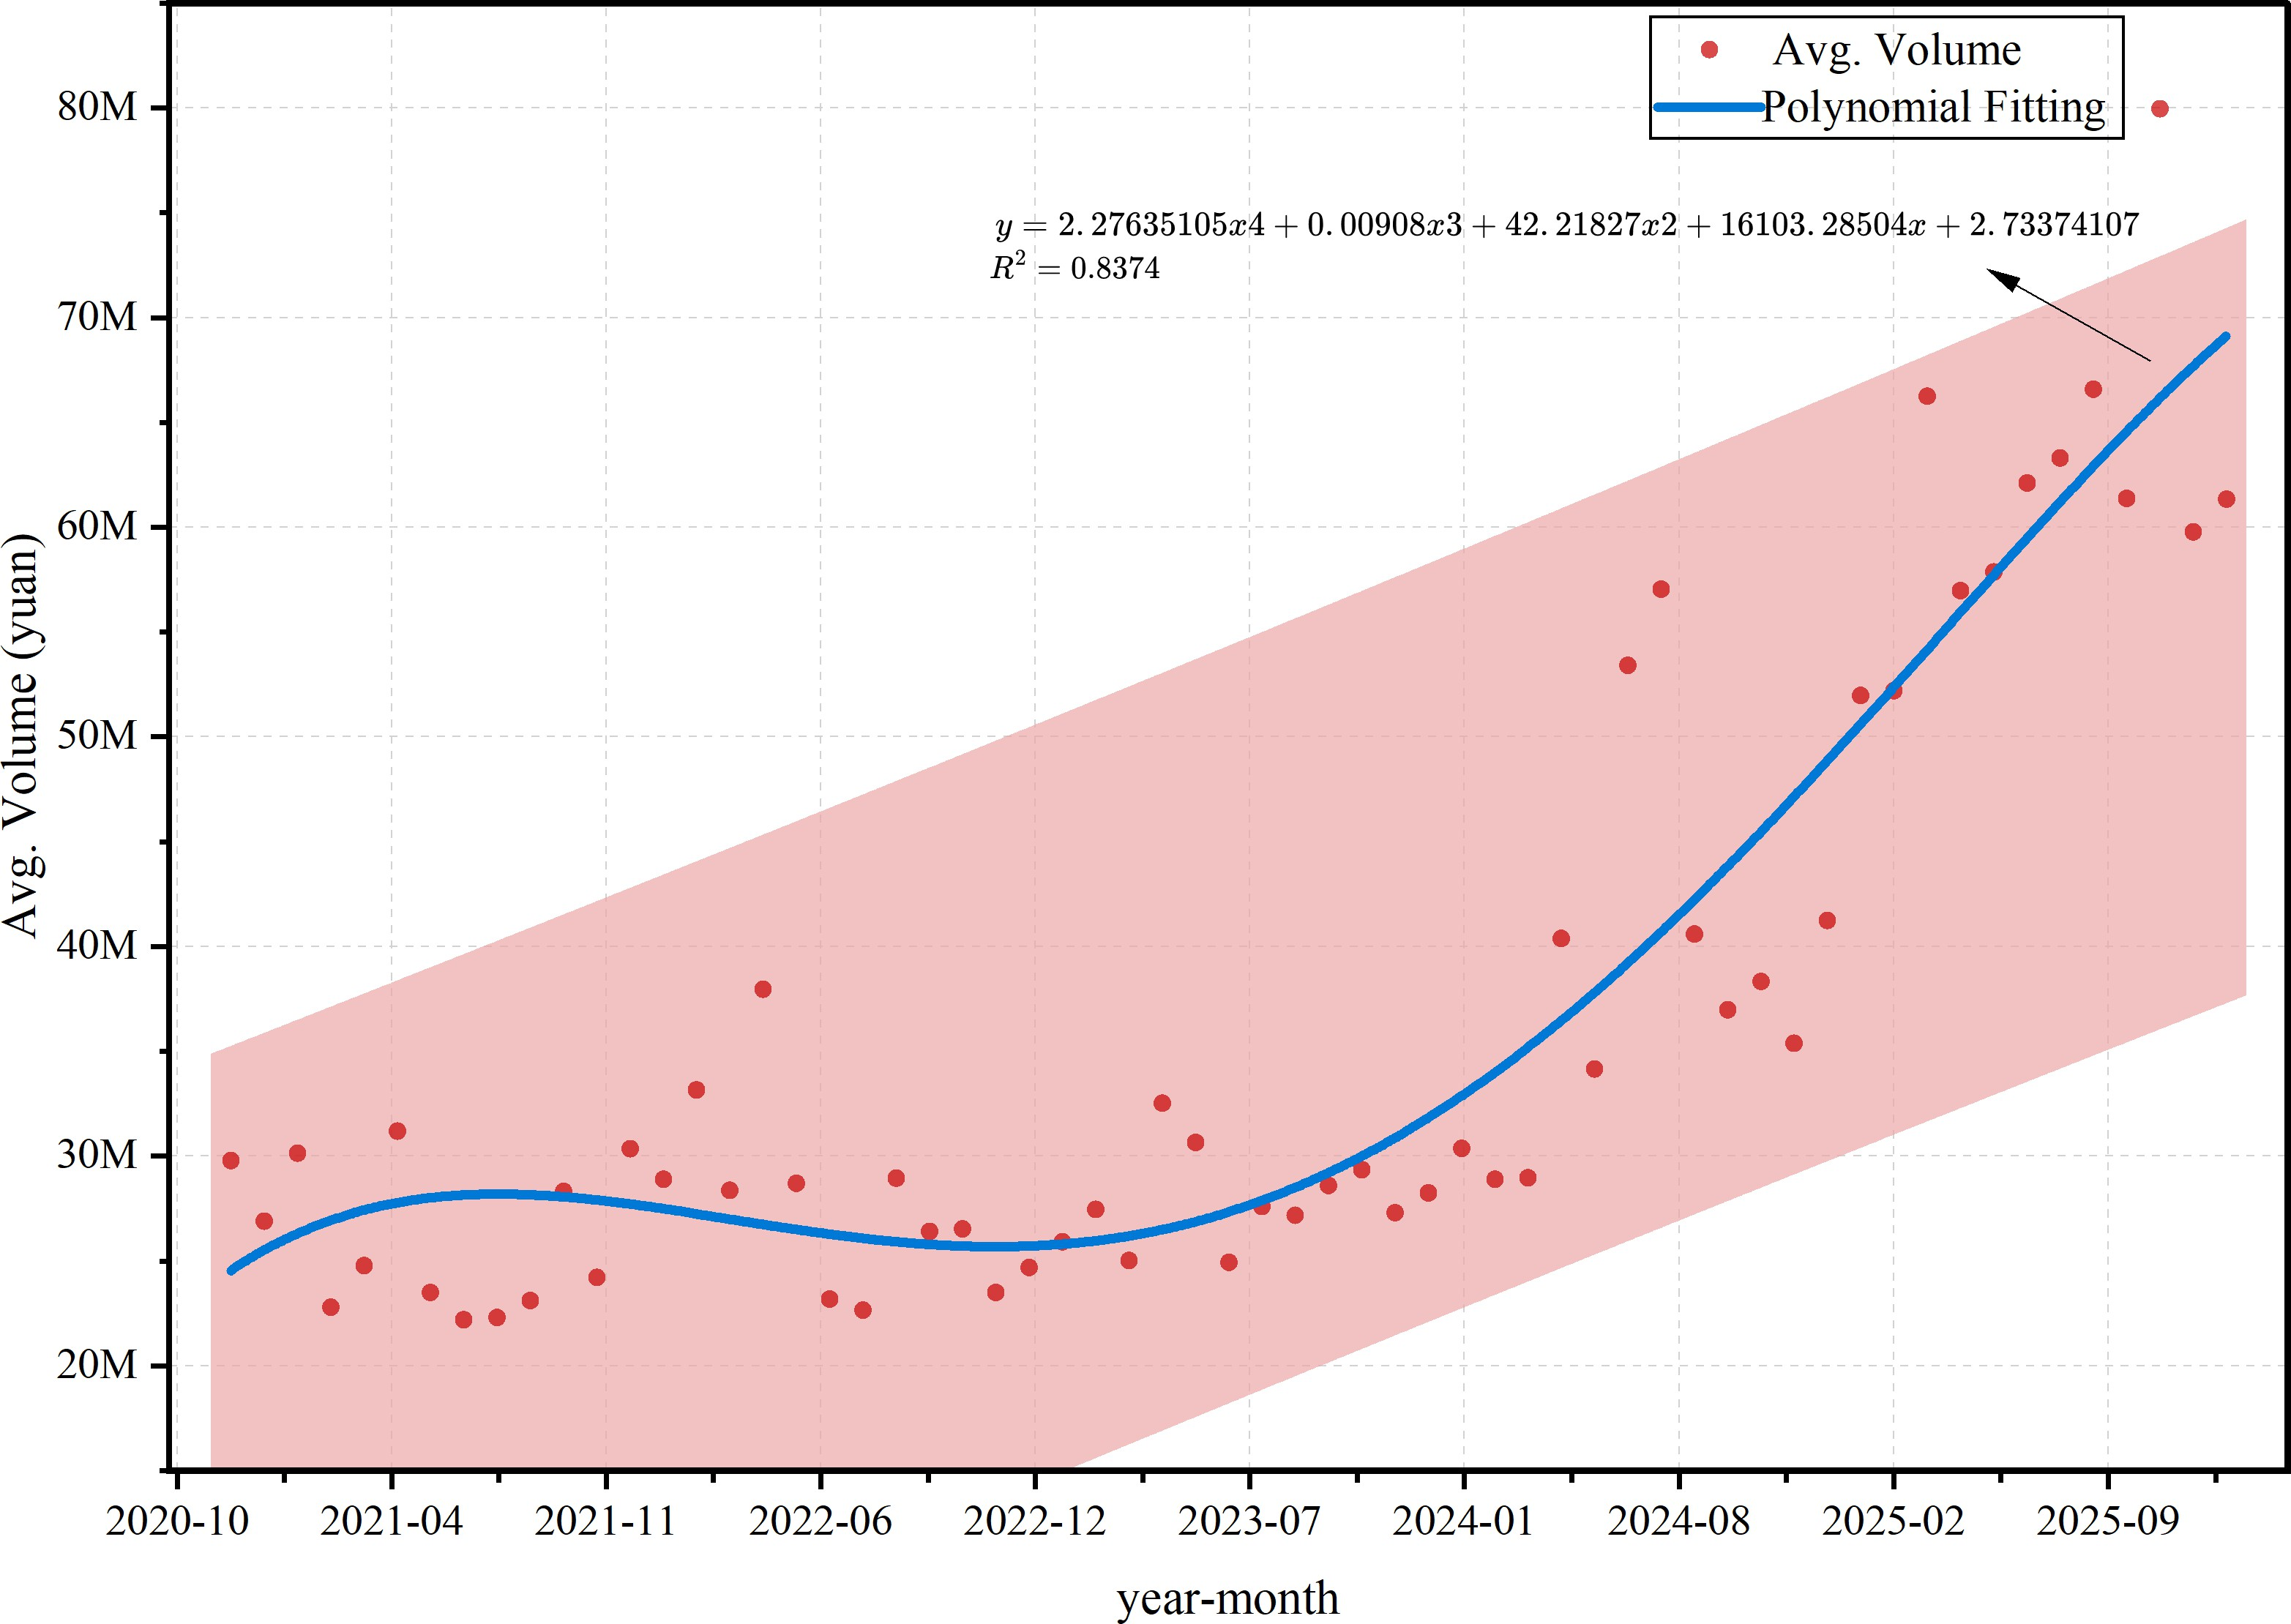 Avg. Volume
Polynomial Fitting
y = 2.27635105x4 + 0.00908x3 + 42.21827x2 + 16103.28504x + 2.73374107
R² = 0.8374
80M
70M
60M
50M
40M
30M
20M
Avg. Volume (yuan)
2020-10 2021-04 2021-11 2022-06 2022-12 2023-07 2024-01 2024-08 2025-02 2025-09
year-month